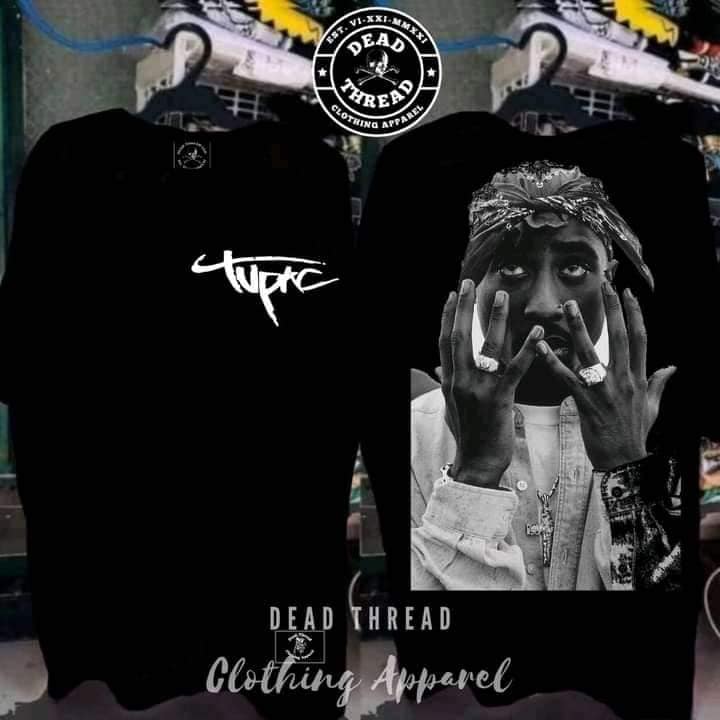 EST. VI-XXI-MMXXI
DEAD
THREAD
CLOTHING APPAREL
Tupac
DEAD THREAD
Clothing Apparel